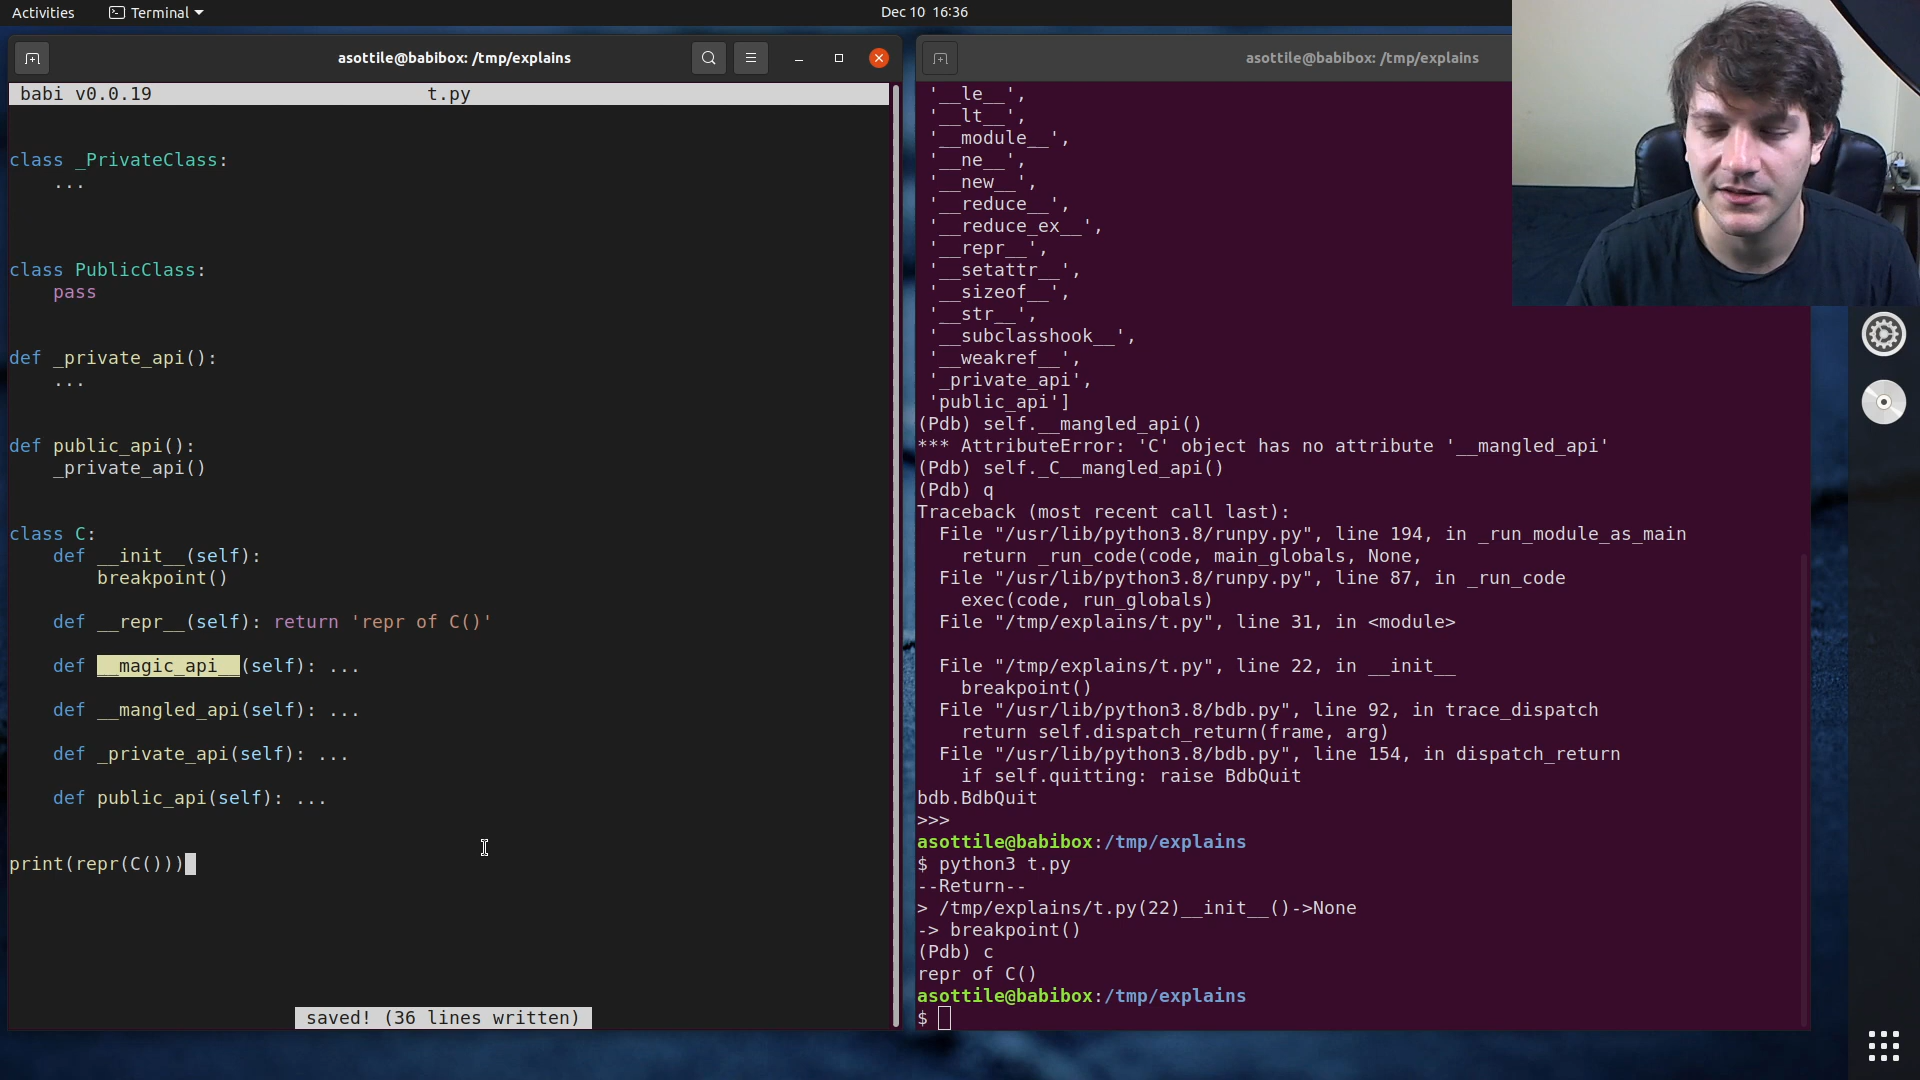 Activities
Terminal
Dec 10 16:36
asottile@babibox: /tmp/explains
babi v0.0.19 t.py
class _PrivateClass:
...
class PublicClass:
pass
def _private_api():
...
def public_api():
_private_api()
class C:
def __init__(self):
breakpoint()
def __repr__(self): return 'repr of C()'
def __magic_api__(self): ...
def __mangled_api(self): ...
def _private_api(self): ...
def public_api(self): ...
print(repr(C()))
saved! (36 lines written)
asottile@babibox: /tmp/explains
'__le__',
'__lt__',
'__module__',
'__ne__',
'__new__',
'__reduce__',
'__reduce_ex__',
'__repr__',
'__setattr__',
'__sizeof__',
'__str__',
'__subclasshook__',
'__weakref__',
'_private_api',
'public_api']
(Pdb) self.__mangled_api()
*** AttributeError: 'C' object has no attribute '__mangled_api'
(Pdb) self._C__mangled_api()
(Pdb) q
Traceback (most recent call last):
File "/usr/lib/python3.8/runpy.py", line 194, in _run_module_as_main
return _run_code(code, main_globals, None,
File "/usr/lib/python3.8/runpy.py", line 87, in _run_code
exec(code, run_globals)
File "/tmp/explains/t.py", line 31, in <module>
File "/tmp/explains/t.py", line 22, in __init__
breakpoint()
File "/usr/lib/python3.8/bdb.py", line 92, in trace_dispatch
return self.dispatch_return(frame, arg)
File "/usr/lib/python3.8/bdb.py", line 154, in dispatch_return
if self.quitting: raise BdbQuit
bdb.BdbQuit
>>>
asottile@babibox:/tmp/explains
$ python3 t.py
--Return--
> /tmp/explains/t.py(22)__init__()->None
-> breakpoint()
(Pdb) c
repr of C()
asottile@babibox:/tmp/explains
$